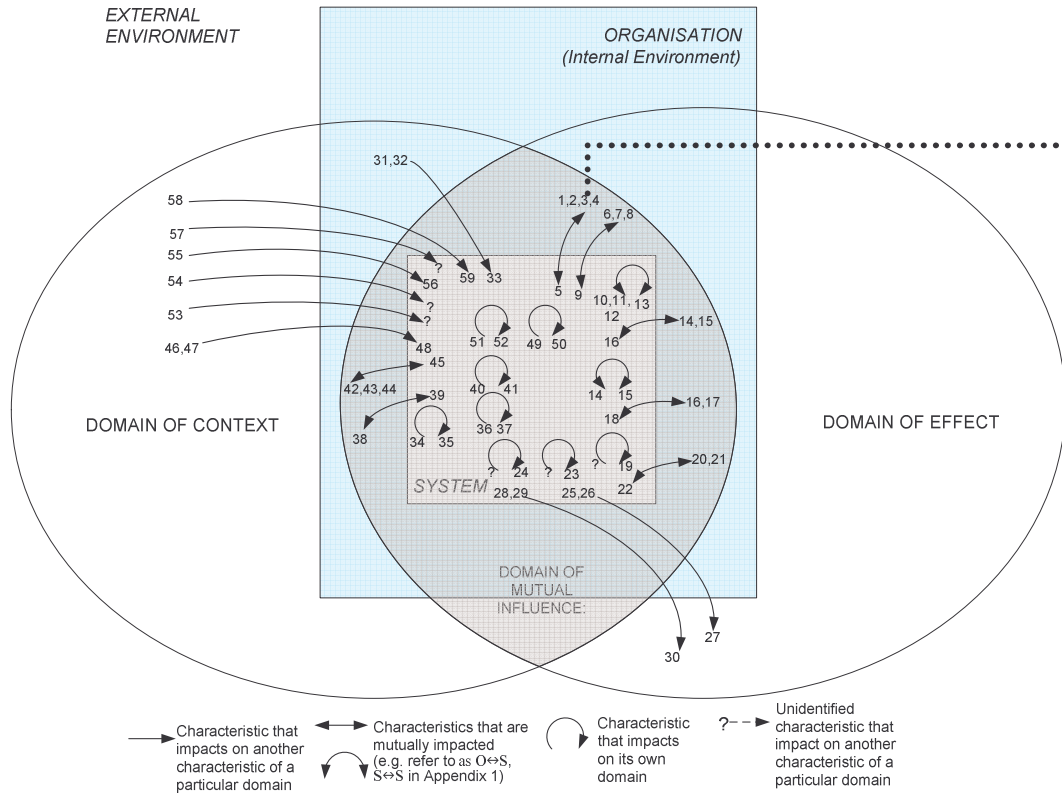 EXTERNAL
ENVIRONMENT
ORGANISATION
(Internal Environment)
31,32
58
1,2,3,4
6,7,8
57
55
?
59 33
54
56
5 9
10,11, 13
12
?
53
?
14,15
46,47
48
51 52 49 50
16
45
42,43,44
40 41
14 15
39
16,17
DOMAIN OF CONTEXT
DOMAIN OF EFFECT
38
34 35
36 37
18
20,21
? 24 ? 23 ? 19
SYSTEM
28,29 25,26 22
DOMAIN OF
MUTUAL
INFLUENCE:
27
30
Characteristic that
impacts on another
characteristic of a
particular domain
Characteristics that are
mutually impacted
(e.g. refer to as O⇔S,
S⇔S in Appendix 1)
Characteristic
that impacts
on its own
domain
?
Unidentified
characteristic that
impact on another
characteristic of a
particular domain